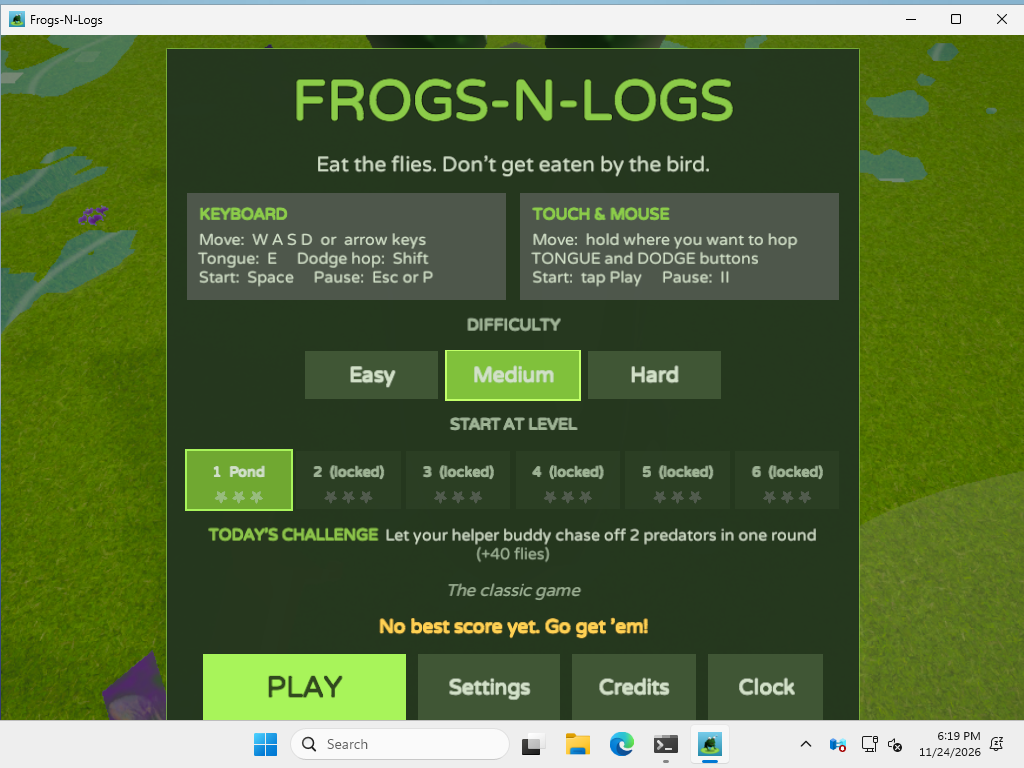 Frogs-N-Logs
FROGS-N-LOGS
Eat the flies. Don't get eaten by the bird.
KEYBOARD
Move: W A S D or arrow keys
Tongue: E Dodge hop: Shift
Start: Space Pause: Esc or P
TOUCH & MOUSE
Move: hold where you want to hop
TONGUE and DODGE buttons
Start: tap Play Pause: II
DIFFICULTY
Easy Medium Hard
START AT LEVEL
1 Pond 2 (locked) 3 (locked) 4 (locked) 5 (locked) 6 (locked)
TODAY'S CHALLENGE Let your helper buddy chase off 2 predators in one round
(+40 flies)
The classic game
No best score yet. Go get 'em!
PLAY Settings Credits Clock
Search
6:19 PM
11/24/2026